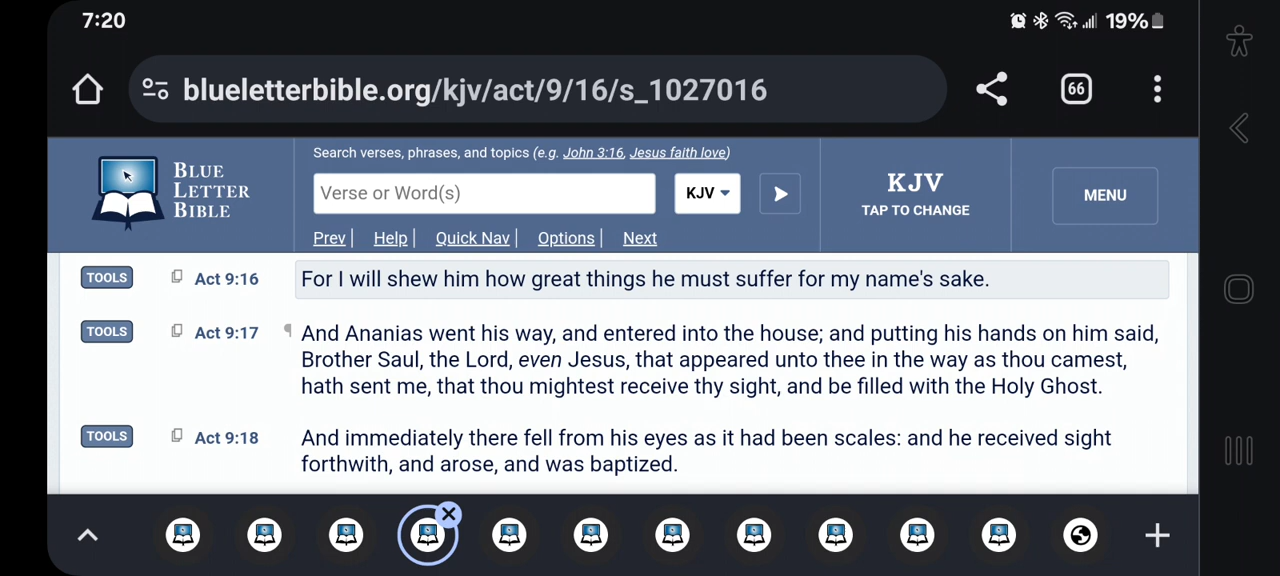 7:20
19%
blueletterbible.org/kjv/act/9/16/s_1027016
66
BLUE
LETTER
BIBLE
Search verses, phrases, and topics (e.g. John 3:16, Jesus faith love)
Verse or Word(s)
KJV
Prev | Help | Quick Nav | Options | Next
KJV
TAP TO CHANGE
MENU
TOOLS Act 9:16 For I will shew him how great things he must suffer for my name's sake.
TOOLS Act 9:17 ¶ And Ananias went his way, and entered into the house; and putting his hands on him said,
Brother Saul, the Lord, even Jesus, that appeared unto thee in the way as thou camest,
hath sent me, that thou mightest receive thy sight, and be filled with the Holy Ghost.
TOOLS Act 9:18 And immediately there fell from his eyes as it had been scales: and he received sight
forthwith, and arose, and was baptized.